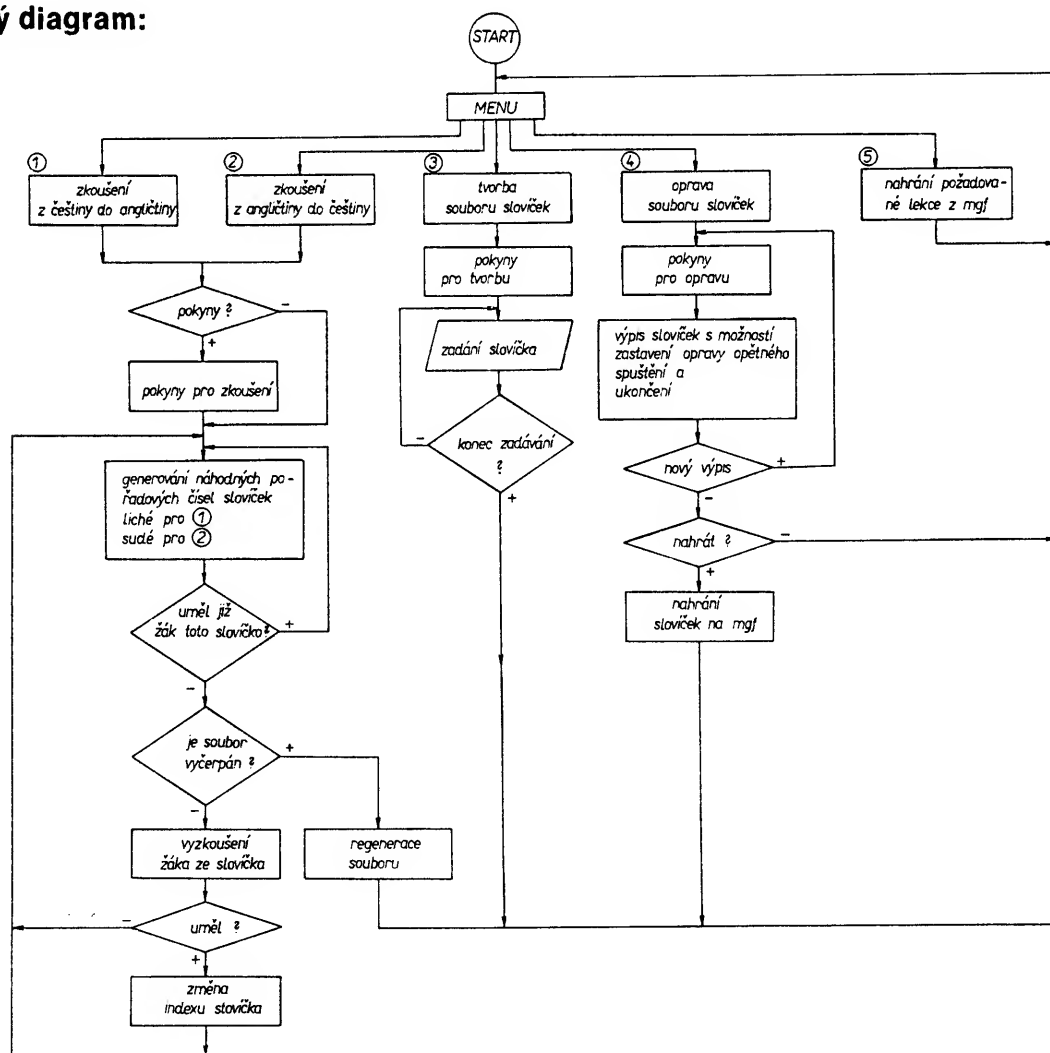 ý diagram:
START
MENU
①
zkoušení
z češtiny do angličtiny
②
zkoušení
z angličtiny do češtiny
③
tvorba
souboru slovíček
④
oprava
souboru slovíček
⑤
nahrání požadova-
né lekce z mgf
pokyny ?
-
+
pokyny pro zkoušení
generování náhodných po-
řadových čísel slovíček
liché pro ①
sudé pro ②
uměl již
žák toto slovíčko?
+
-
je soubor
vyčerpán ?
+
-
vyzkoušení
žáka ze slovíčka
regenerace
souboru
uměl ?
-
+
změna
indexu slovíčka
pokyny
pro tvorbu
zadání slovíčka
konec zadávání
?
-
+
pokyny
pro opravu
výpis slovíček s možností
zastavení opravy opětného
spuštění a
ukončení
nový výpis
+
-
nahrát ?
-
+
nahrání
slovíček na mgf